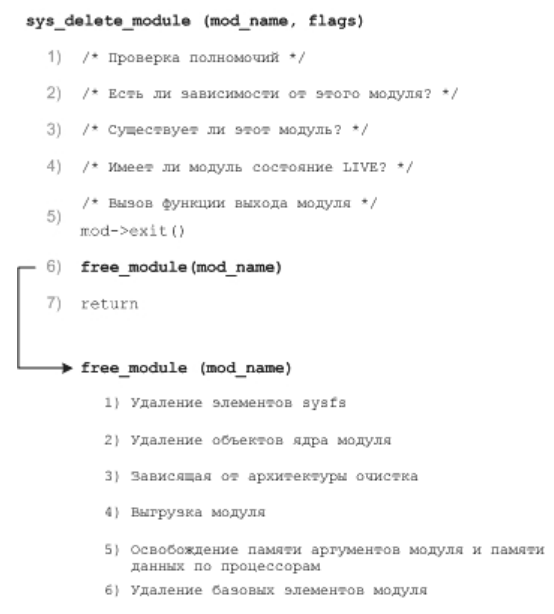 sys_delete_module (mod_name, flags)
1) /* Проверка полномочий */
2) /* Есть ли зависимости от этого модуля? */
3) /* Существует ли этот модуль? */
4) /* Имеет ли модуль состояние LIVE? */
/* Вызов функции выхода модуля */
5)
mod->exit()
6) free_module(mod_name)
7) return
free_module (mod_name)
1) Удаление элементов sysfs
2) Удаление объектов ядра модуля
3) Зависящая от архитектуры очистка
4) Выгрузка модуля
5) Освобождение памяти аргументов модуля и памяти
данных по процессорам
6) Удаление базовых элементов модуля